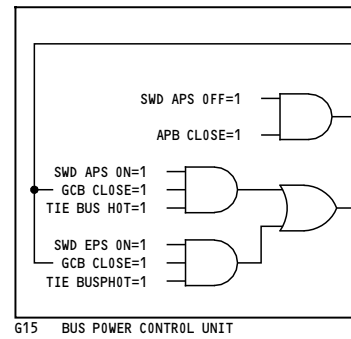 SWD APS OFF=1
APB CLOSE=1
SWD APS ON=1
GCB CLOSE=1
TIE BUS HOT=1
SWD EPS ON=1
GCB CLOSE=1
TIE BUSPHOT=1
G15 BUS POWER CONTROL UNIT